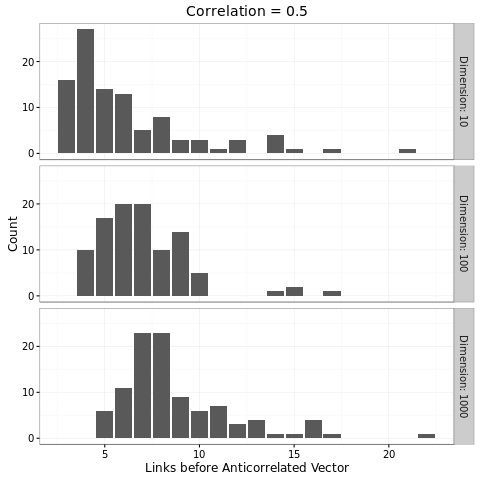 Correlation = 0.5
20
10
0
Dimension: 10
20
10
0
Dimension: 100
20
10
0
Dimension: 1000
Count
5 10 15 20
Links before Anticorrelated Vector